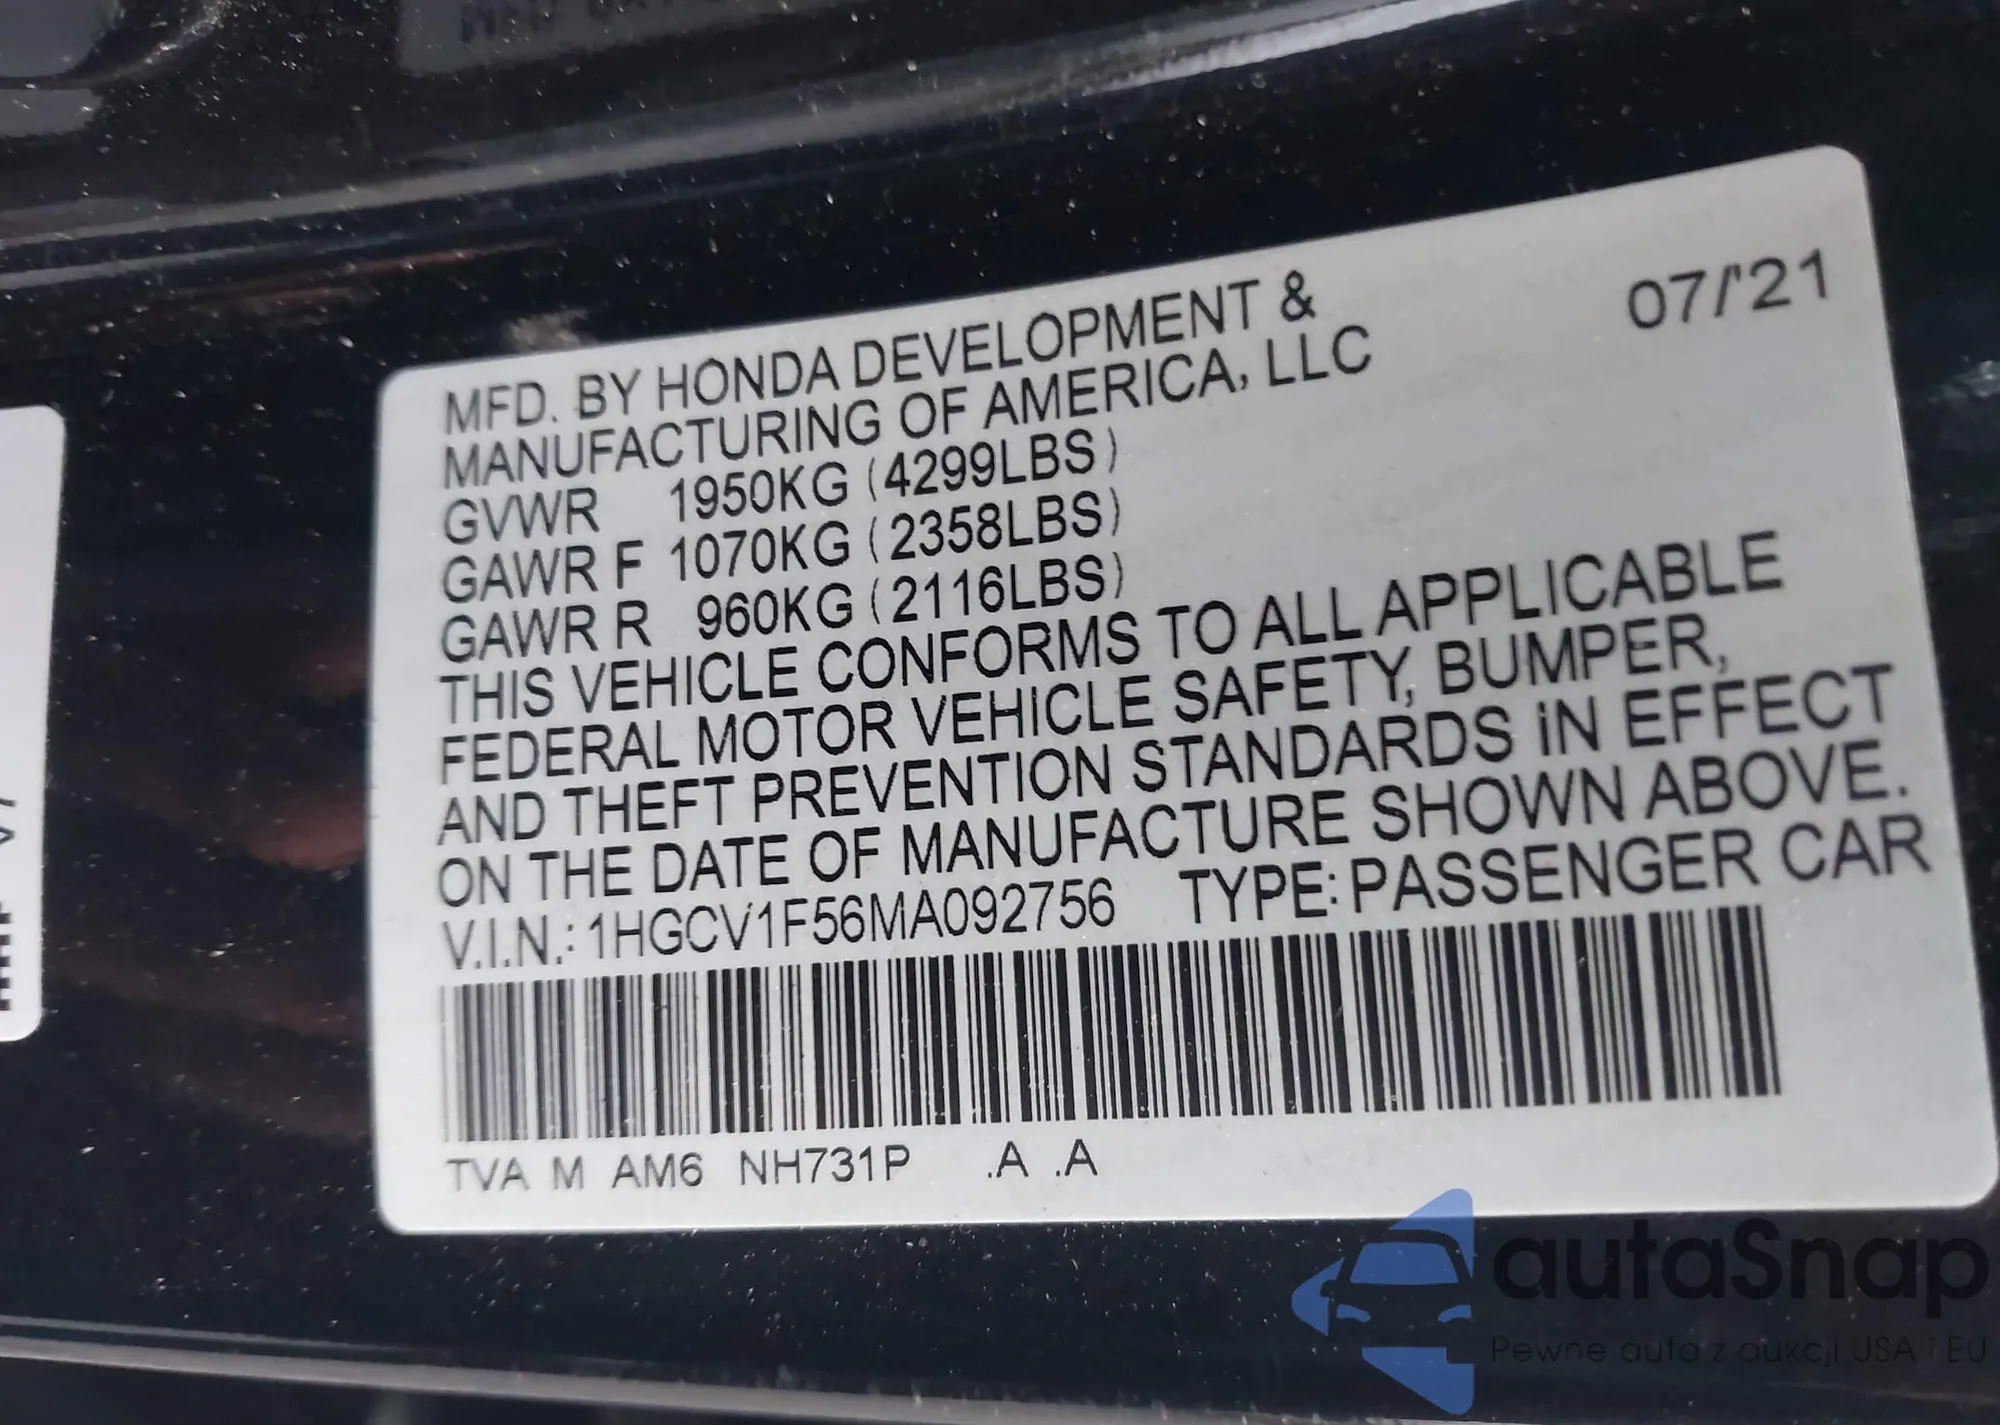 MFD. BY HONDA DEVELOPMENT & 07/'21
MANUFACTURING OF AMERICA, LLC
GVWR 1950KG (4299LBS)
GAWR F 1070KG (2358LBS)
GAWR R 960KG (2116LBS)
THIS VEHICLE CONFORMS TO ALL APPLICABLE
FEDERAL MOTOR VEHICLE SAFETY, BUMPER,
AND THEFT PREVENTION STANDARDS IN EFFECT
ON THE DATE OF MANUFACTURE SHOWN ABOVE.
V.I.N.: 1HGCV1F56MA092756 TYPE: PASSENGER CAR
TVA M AM6 NH731P .A .A
autaSnap
Pewne auta z aukcji USA i EU